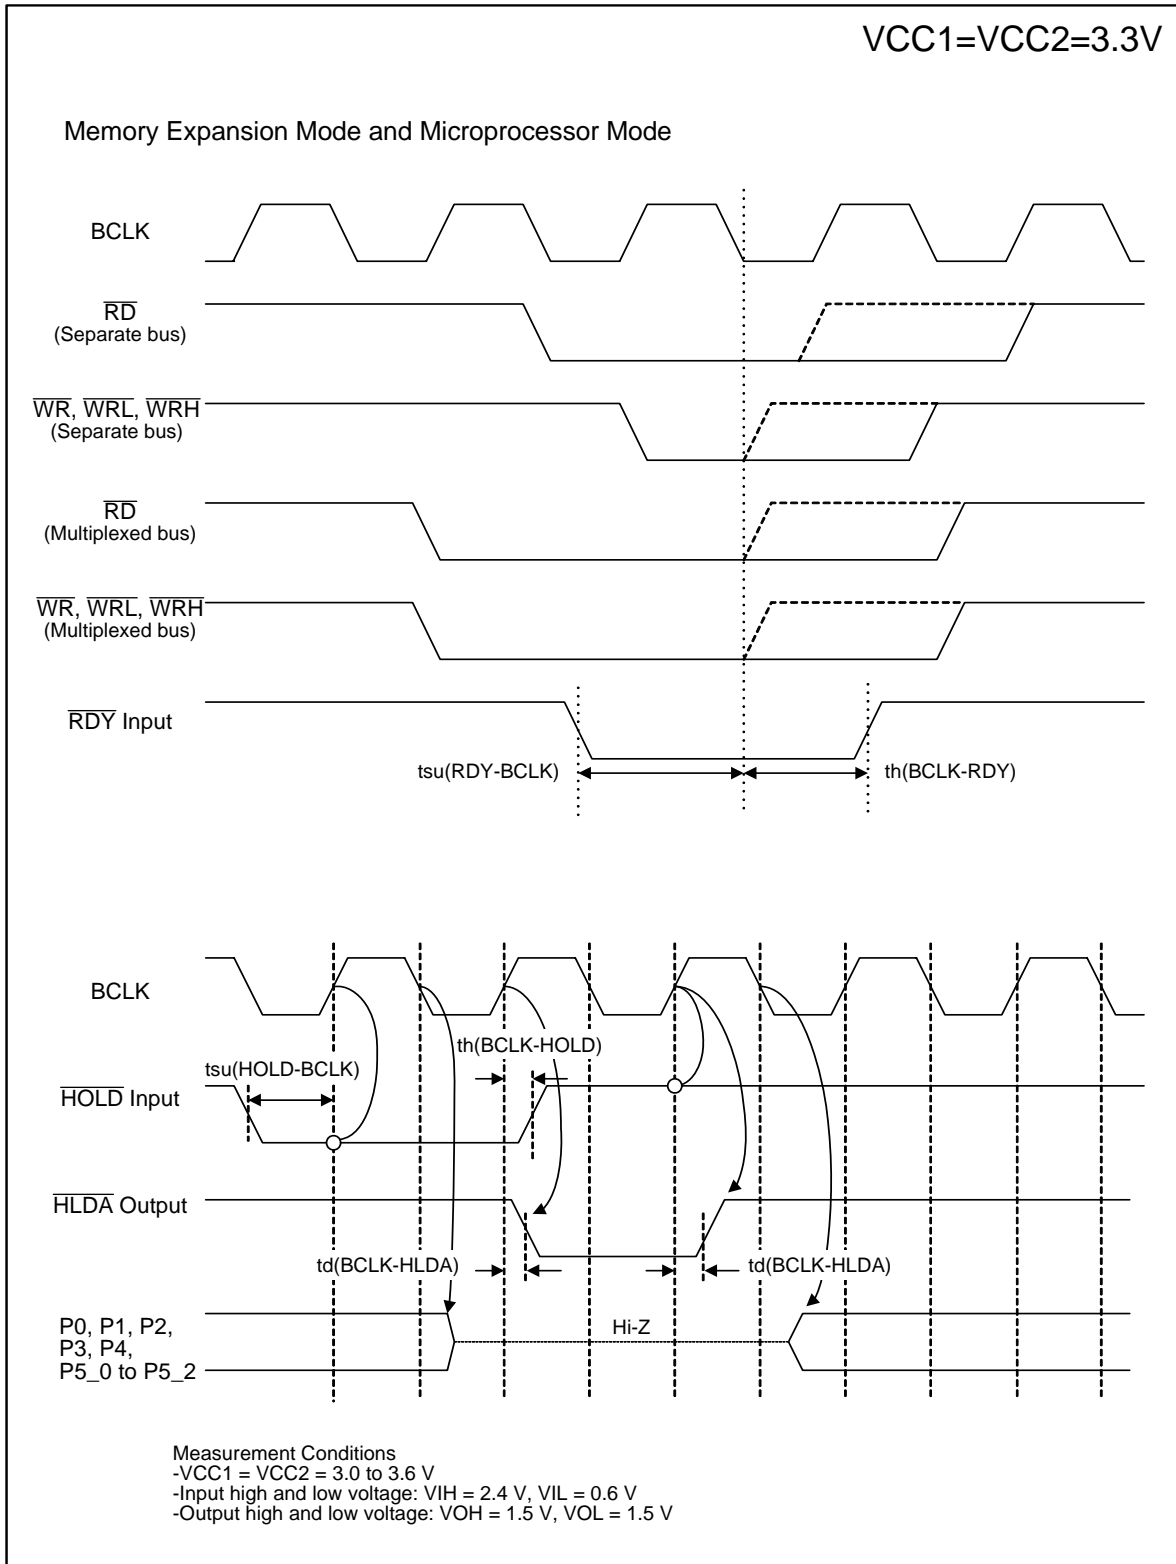 VCC1=VCC2=3.3V
Memory Expansion Mode and Microprocessor Mode
BCLK
RD
(Separate bus)
WR, WRL, WRH
(Separate bus)
RD
(Multiplexed bus)
WR, WRL, WRH
(Multiplexed bus)
RDY Input
tsu(RDY-BCLK)
th(BCLK-RDY)
BCLK
th(BCLK-HOLD)
tsu(HOLD-BCLK)
HOLD Input
HLDA Output
td(BCLK-HLDA)
td(BCLK-HLDA)
Hi-Z
P0, P1, P2,
P3, P4,
P5_0 to P5_2
Measurement Conditions
-VCC1 = VCC2 = 3.0 to 3.6 V
-Input high and low voltage: VIH = 2.4 V, VIL = 0.6 V
-Output high and low voltage: VOH = 1.5 V, VOL = 1.5 V